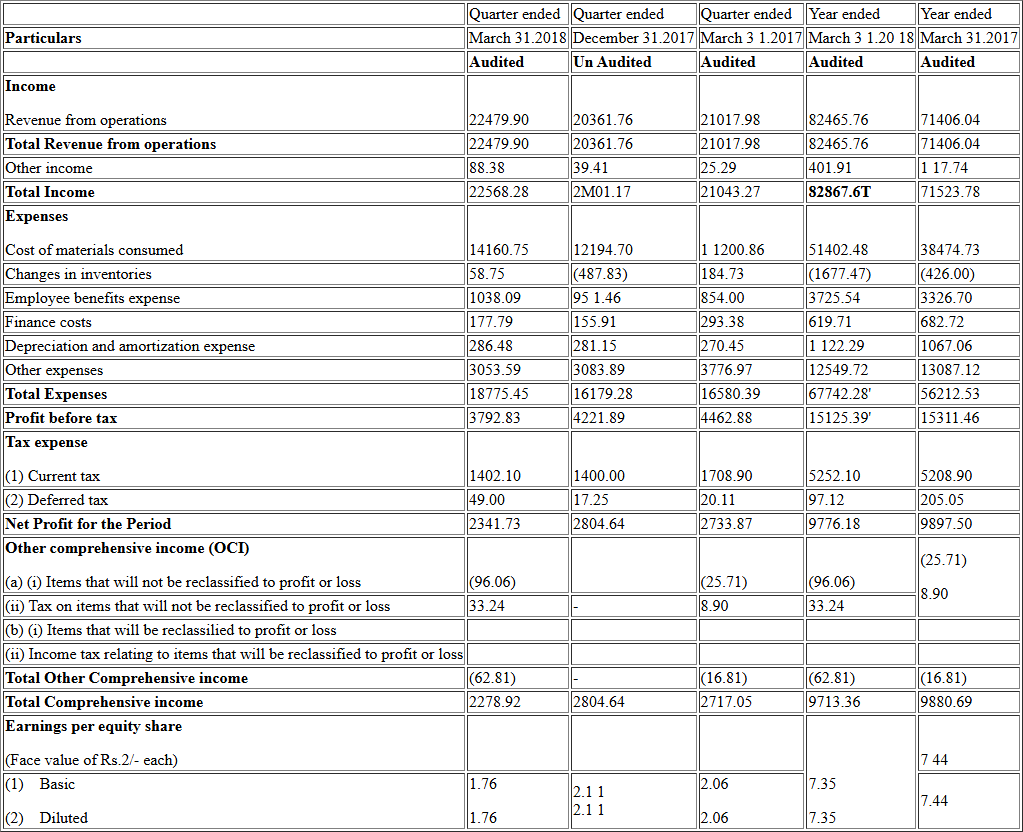 Quarter ended Quarter ended Quarter ended Year ended Year ended
Particulars March 31.2018 December 31.2017 March 3 1.2017 March 3 1.20 18 March 31.2017
Audited Un Audited Audited Audited Audited
Income
Revenue from operations 22479.90 20361.76 21017.98 82465.76 71406.04
Total Revenue from operations 22479.90 20361.76 21017.98 82465.76 71406.04
Other income 88.38 39.41 25.29 401.91 1 17.74
Total Income 22568.28 2M01.17 21043.27 82867.6T 71523.78
Expenses
Cost of materials consumed 14160.75 12194.70 1 1200.86 51402.48 38474.73
Changes in inventories 58.75 (487.83) 184.73 (1677.47) (426.00)
Employee benefits expense 1038.09 95 1.46 854.00 3725.54 3326.70
Finance costs 177.79 155.91 293.38 619.71 682.72
Depreciation and amortization expense 286.48 281.15 270.45 1 122.29 1067.06
Other expenses 3053.59 3083.89 3776.97 12549.72 13087.12
Total Expenses 18775.45 16179.28 16580.39 67742.28' 56212.53
Profit before tax 3792.83 4221.89 4462.88 15125.39' 15311.46
Tax expense
(1) Current tax 1402.10 1400.00 1708.90 5252.10 5208.90
(2) Deferred tax 49.00 17.25 20.11 97.12 205.05
Net Profit for the Period 2341.73 2804.64 2733.87 9776.18 9897.50
Other comprehensive income (OCI)
(a) (i) Items that will not be reclassified to profit or loss (96.06) (25.71) (96.06) (25.71)
(ii) Tax on items that will not be reclassified to profit or loss 33.24 - 8.90 33.24 8.90
(b) (i) Items that will be reclassilied to profit or loss
(ii) Income tax relating to items that will be reclassified to profit or loss
Total Other Comprehensive income (62.81) - (16.81) (62.81) (16.81)
Total Comprehensive income 2278.92 2804.64 2717.05 9713.36 9880.69
Earnings per equity share
(Face value of Rs.2/- each) 7 44
(1) Basic 1.76 2.1 1 2.06 7.35 7.44
(2) Diluted 1.76 2.1 1 2.06 7.35